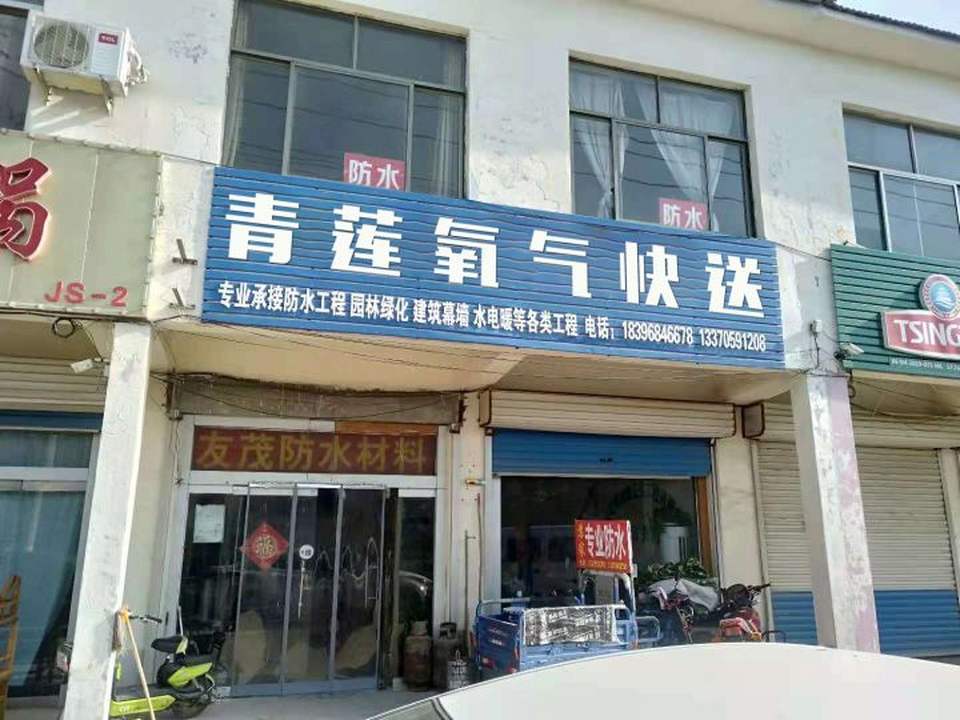 TCL
防水
防水
青莲氧气快送
专业承接防水工程 园林绿化 建筑幕墙 水电暖等各类工程 电话：18396846678 13370591208
JS-2
TSING
友茂防水材料
福
专业防水